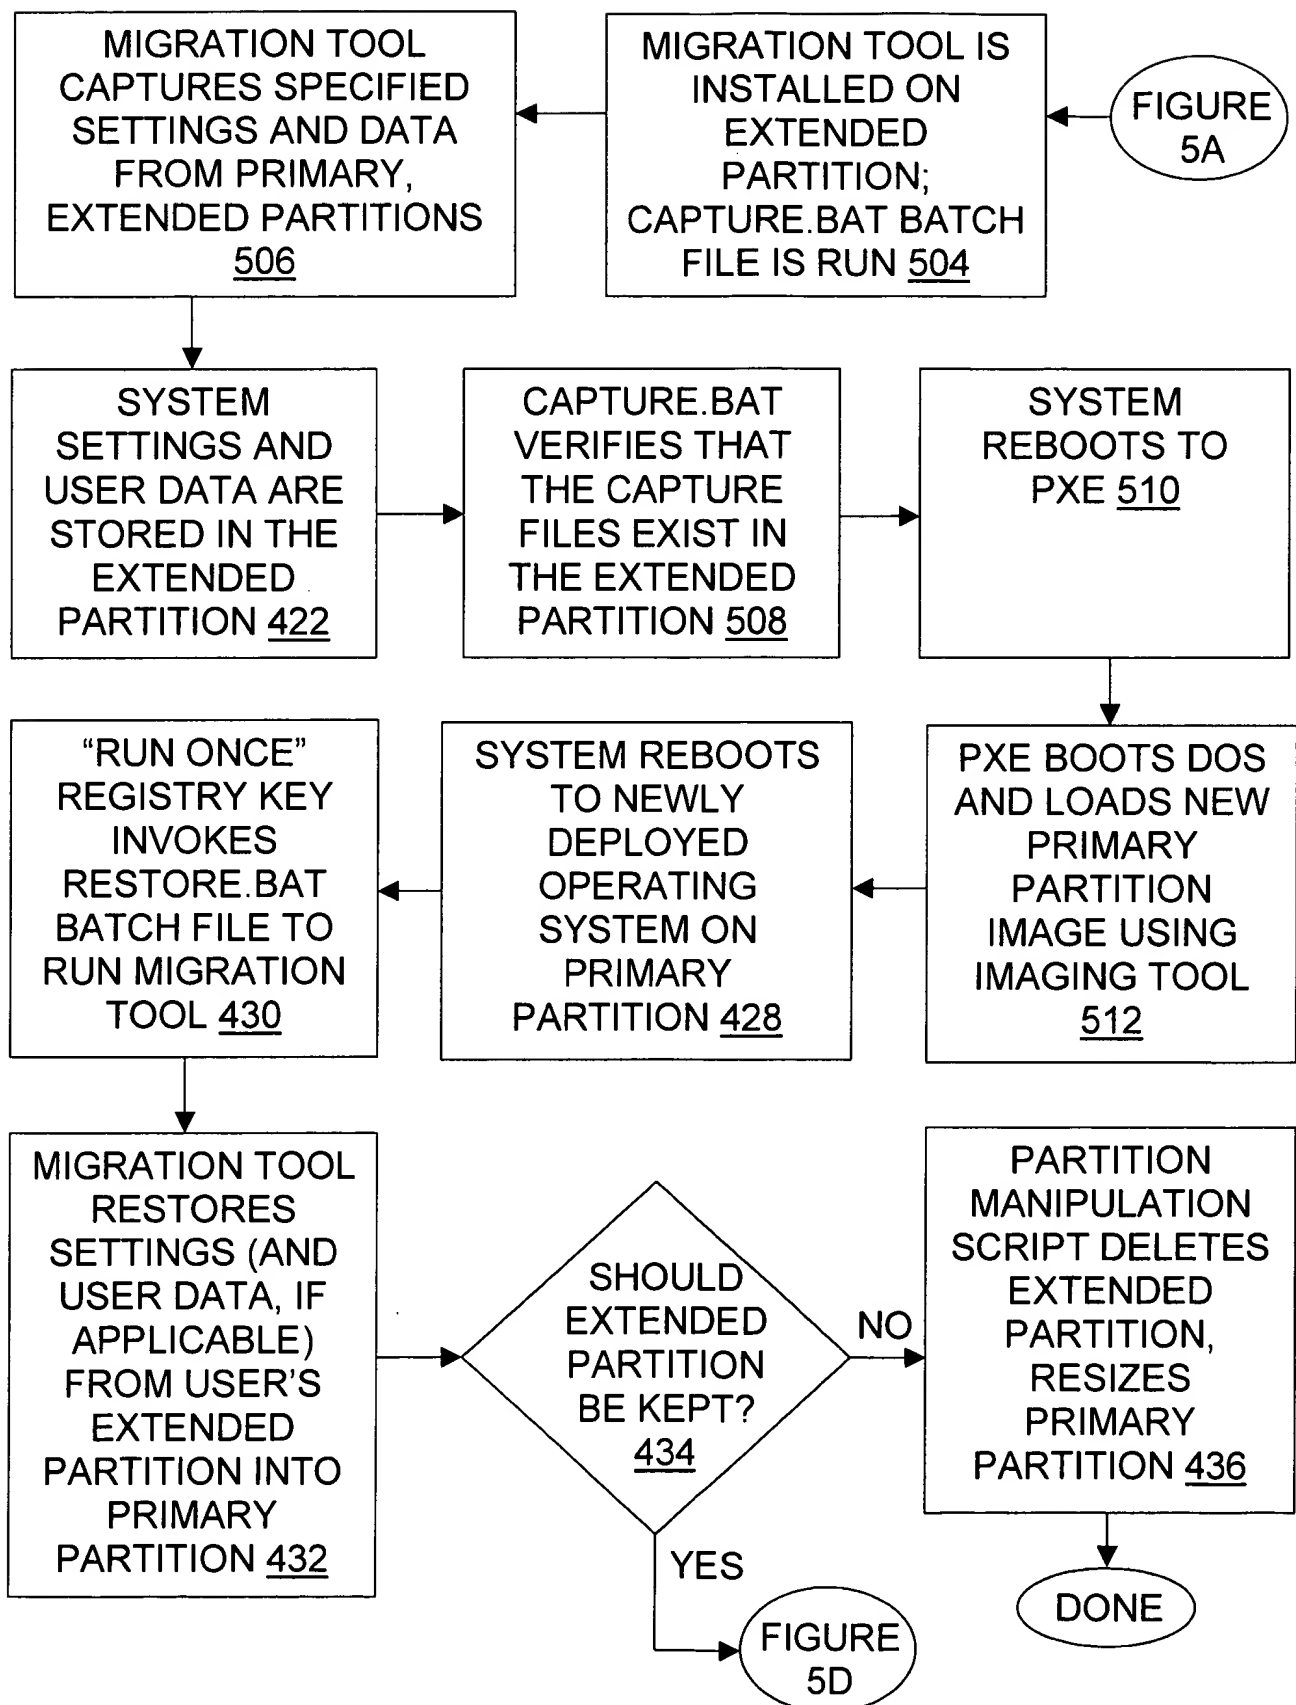 FIGURE
5A
MIGRATION TOOL IS
INSTALLED ON
EXTENDED
PARTITION;
CAPTURE.BAT BATCH
FILE IS RUN 504
MIGRATION TOOL
CAPTURES SPECIFIED
SETTINGS AND DATA
FROM PRIMARY,
EXTENDED PARTITIONS
506
SYSTEM
SETTINGS AND
USER DATA ARE
STORED IN THE
EXTENDED
PARTITION 422
CAPTURE.BAT
VERIFIES THAT
THE CAPTURE
FILES EXIST IN
THE EXTENDED
PARTITION 508
SYSTEM
REBOOTS TO
PXE 510
PXE BOOTS DOS
AND LOADS NEW
PRIMARY
PARTITION
IMAGE USING
IMAGING TOOL
512
SYSTEM REBOOTS
TO NEWLY
DEPLOYED
OPERATING
SYSTEM ON
PRIMARY
PARTITION 428
“RUN ONCE”
REGISTRY KEY
INVOKES
RESTORE.BAT
BATCH FILE TO
RUN MIGRATION
TOOL 430
MIGRATION TOOL
RESTORES
SETTINGS (AND
USER DATA, IF
APPLICABLE)
FROM USER'S
EXTENDED
PARTITION INTO
PRIMARY
PARTITION 432
SHOULD
EXTENDED
PARTITION
BE KEPT?
434
NO
PARTITION
MANIPULATION
SCRIPT DELETES
EXTENDED
PARTITION,
RESIZES
PRIMARY
PARTITION 436
DONE
YES
FIGURE
5D